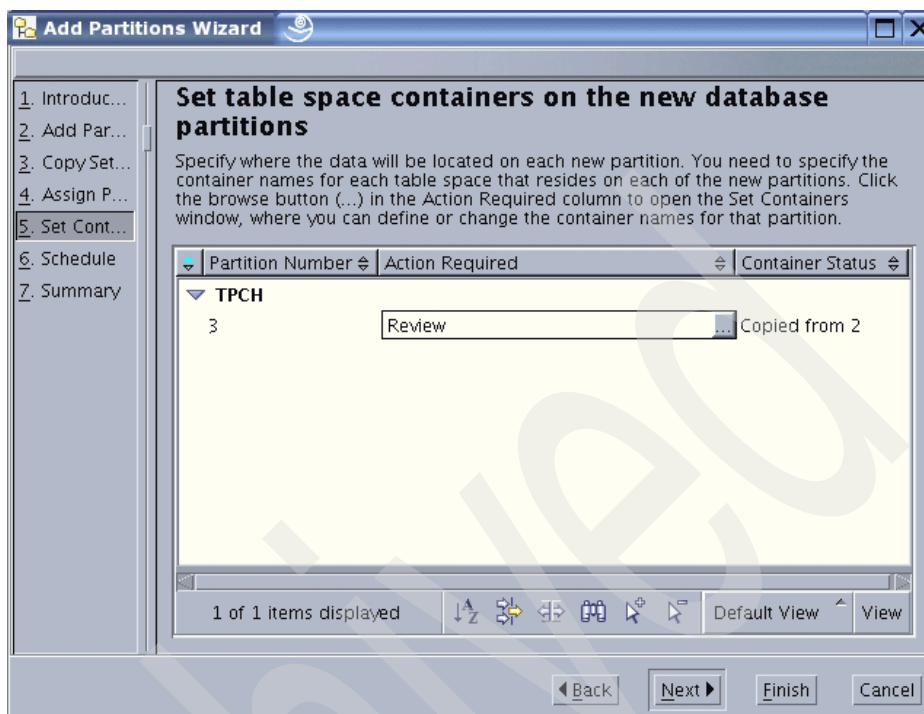 Add Partitions Wizard
1. Introduc...
2. Add Par...
3. Copy Set...
4. Assign P...
5. Set Cont...
6. Schedule
7. Summary
Set table space containers on the new database
partitions
Specify where the data will be located on each new partition. You need to specify the
container names for each table space that resides on each of the new partitions. Click
the browse button (...) in the Action Required column to open the Set Containers
window, where you can define or change the container names for that partition.
Partition Number Action Required Container Status
TPCH
3 Review ... Copied from 2
1 of 1 items displayed Default View View
Back Next Finish Cancel
hived